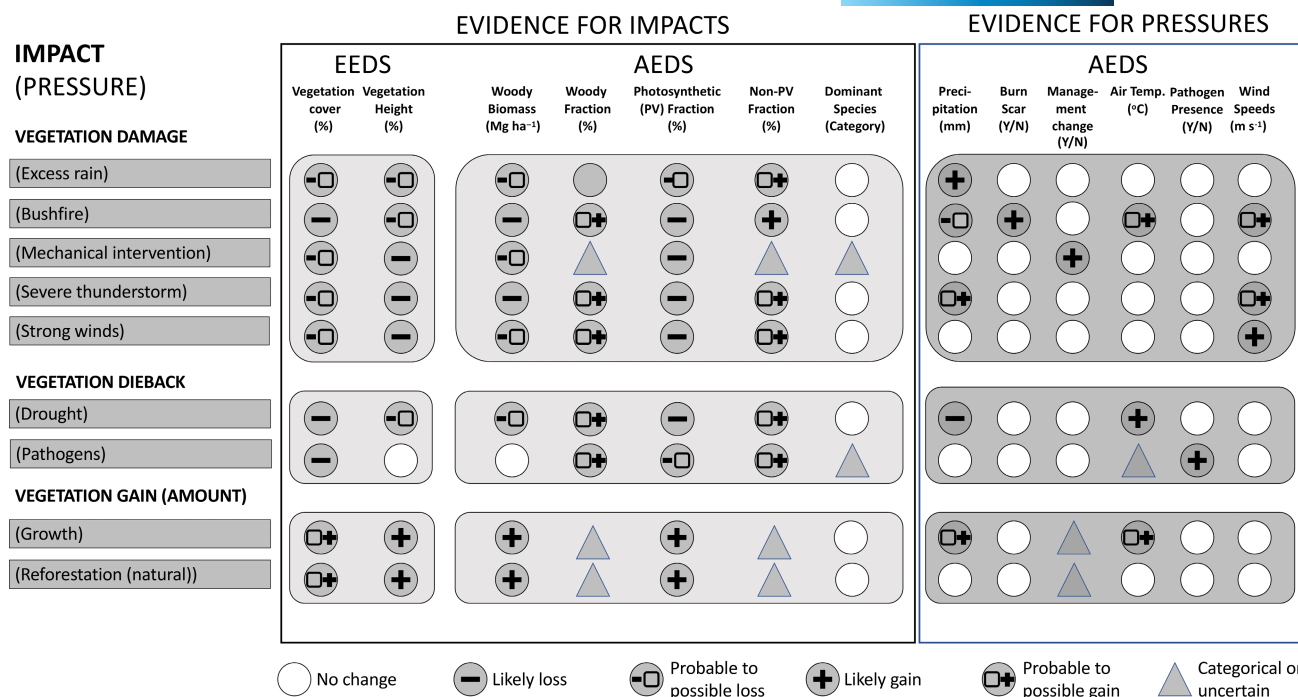 EVIDENCE FOR IMPACTS
EVIDENCE FOR PRESSURES
IMPACT
(PRESSURE)
EEDS
AEDS
AEDS
Vegetation
cover
(%)
Vegetation
Height
(%)
Woody
Biomass
(Mg ha⁻¹)
Woody
Fraction
(%)
Photosynthetic
(PV) Fraction
(%)
Non-PV
Fraction
(%)
Dominant
Species
(Category)
Preci-
pitation
(mm)
Burn
Scar
(Y/N)
Manage-
ment
change
(Y/N)
Air Temp.
(°C)
Pathogen
Presence
(Y/N)
Wind
Speeds
(m s⁻¹)
VEGETATION DAMAGE
(Excess rain)
(Bushfire)
(Mechanical intervention)
(Severe thunderstorm)
(Strong winds)
VEGETATION DIEBACK
(Drought)
(Pathogens)
VEGETATION GAIN (AMOUNT)
(Growth)
(Reforestation (natural))
No change
Likely loss
Probable to
possible loss
Likely gain
Probable to
possible gain
Categorical or
uncertain